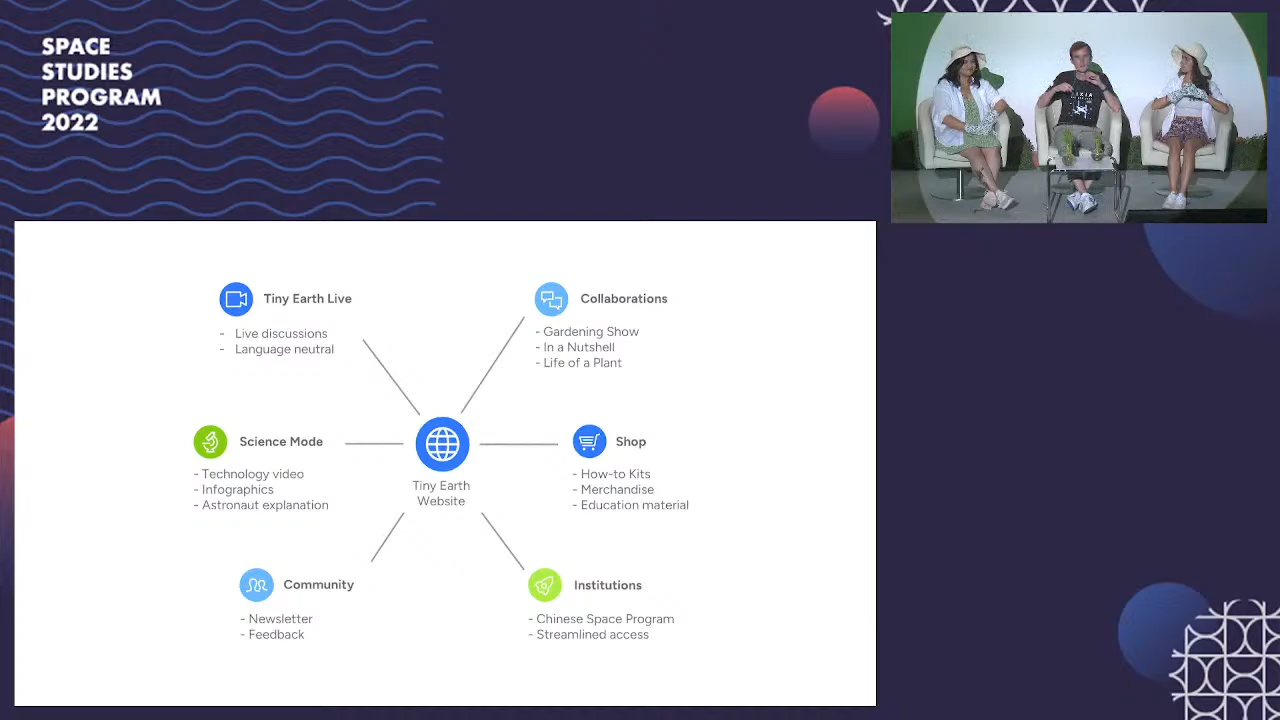 SPACE
STUDIES
PROGRAM
2022
Tiny Earth Live
- Live discussions
- Language neutral
Collaborations
- Gardening Show
- In a Nutshell
- Life of a Plant
Science Mode
- Technology video
- Infographics
- Astronaut explanation
Tiny Earth
Website
Shop
- How-to Kits
- Merchandise
- Education material
Community
- Newsletter
- Feedback
Institutions
- Chinese Space Program
- Streamlined access